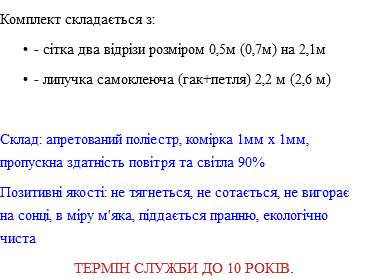 Комплект складається з:
• - сітка два відрізи розміром 0,5м (0,7м) на 2,1м
• - липучка самоклеюча (гак+петля) 2,2 м (2,6 м)
Склад: апретований поліестр, комірка 1мм х 1мм,
пропускна здатність повітря та світла 90%
Позитивні якості: не тягнеться, не сотається, не вигорає
на сонці, в міру м'яка, піддається пранню, екологічно
чиста
ТЕРМІН СЛУЖБИ ДО 10 РОКІВ.